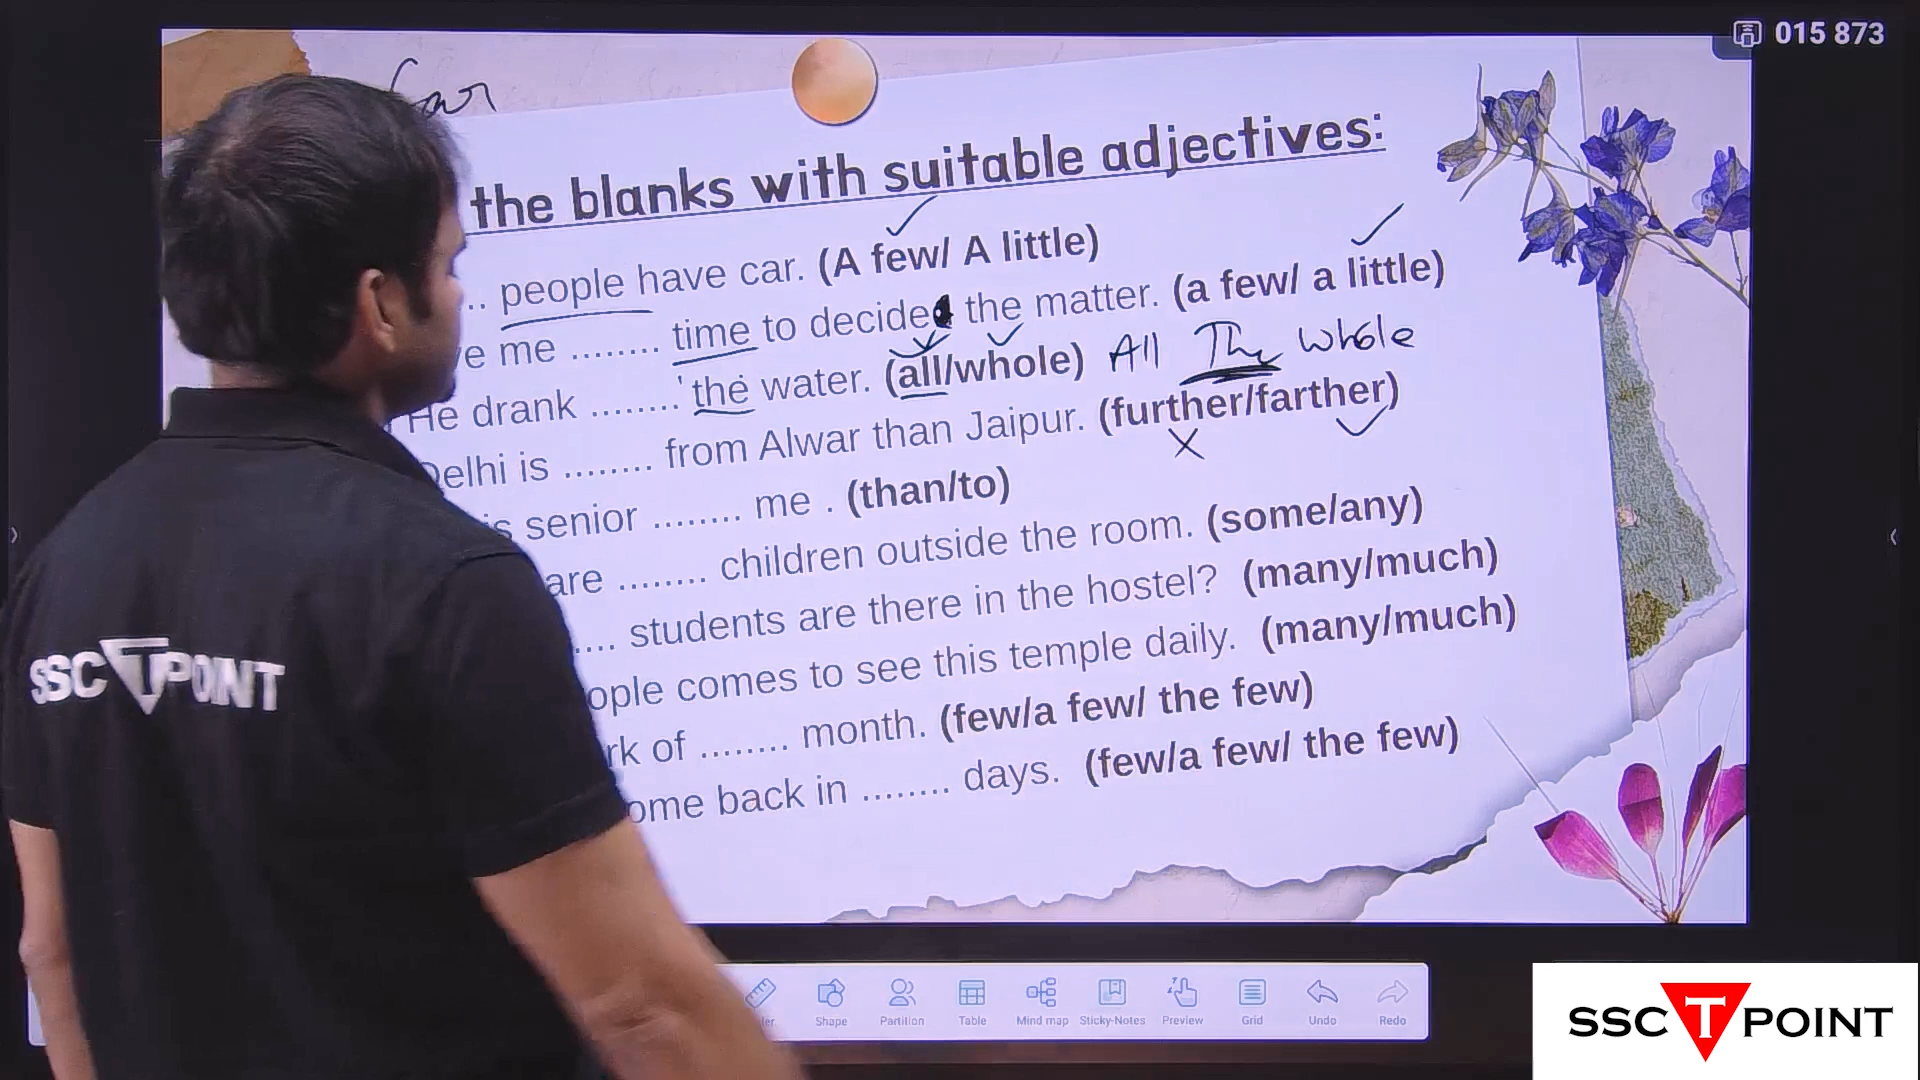 015 873
far
the blanks with suitable adjectives:
.. people have car. (A few/ A little)
me ........ time to decide the matter. (a few/ a little)
He drank ........ the water. (all/whole) All The whole
Delhi is ........ from Alwar than Jaipur. (further/farther)
senior ........ me . (than/to)
are ........ children outside the room. (some/any)
.... students are there in the hostel? (many/much)
comes to see this temple daily. (many/much)
of ........ month. (few/a few/ the few)
back in ........ days. (few/a few/ the few)
SSC T POINT
Shape Partition Table Mind map Sticky-Notes Preview Grid Undo Redo
SSC T POINT